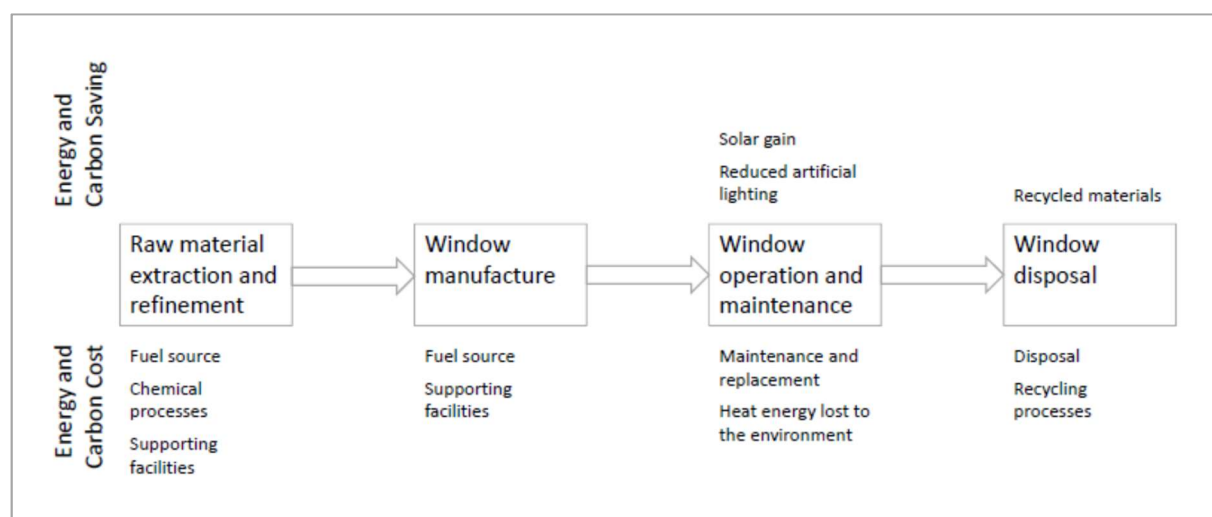 Energy and
Carbon Saving
Solar gain
Reduced artificial
lighting
Recycled materials
Raw material
extraction and
refinement
Window
manufacture
Window
operation and
maintenance
Window
disposal
Energy and
Carbon Cost
Fuel source
Chemical
processes
Supporting
facilities
Fuel source
Supporting
facilities
Maintenance and
replacement
Heat energy lost to
the environment
Disposal
Recycling
processes